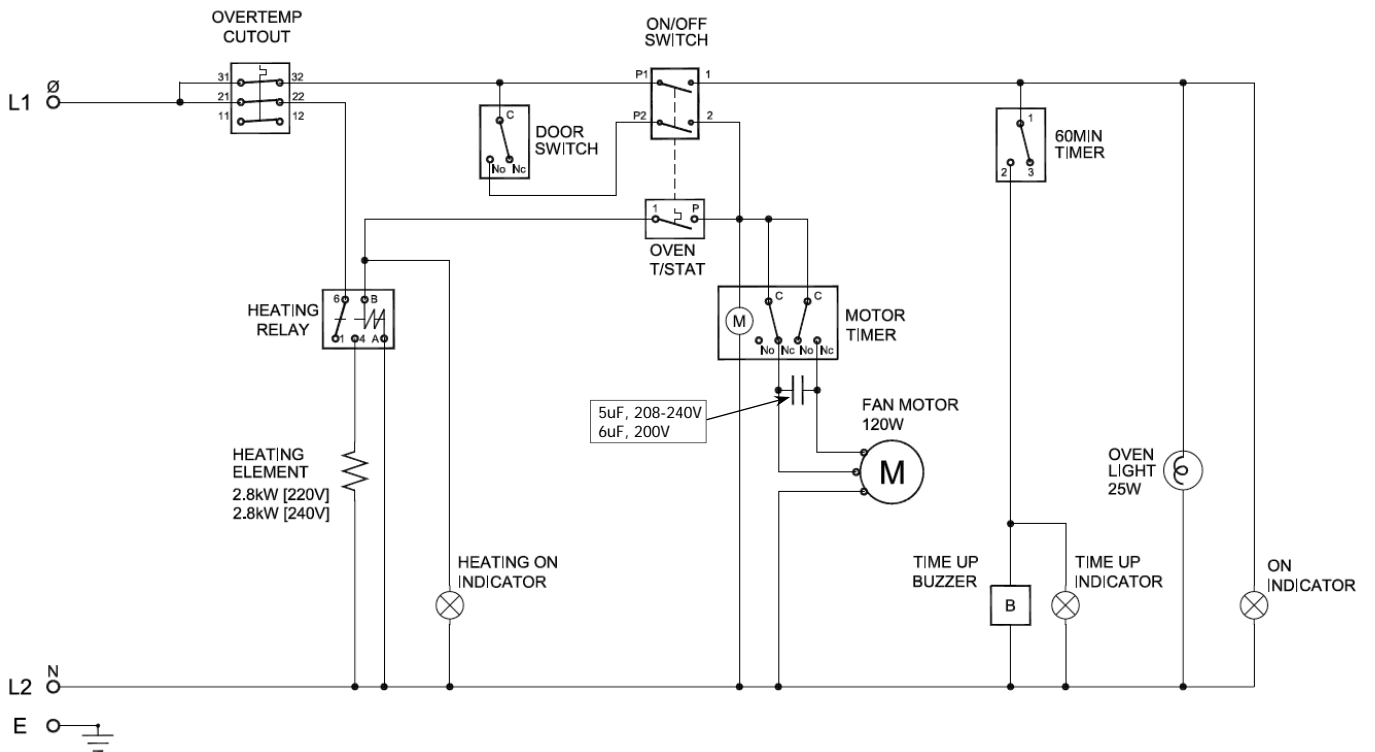 OVERTEMP
CUTOUT
ON/OFF
SWITCH
31
32
21
22
11
12
P1
1
P2
2
L1
Ø
C
DOOR
SWITCH
No
Nc
1
60MIN
TIMER
2
3
1
P
OVEN
T/STAT
HEATING
RELAY
6
B
1
4
A
M
C
C
MOTOR
TIMER
No
Nc
No
Nc
5uF, 208-240V
6uF, 200V
FAN MOTOR
120W
M
HEATING
ELEMENT
2.8kW [220V]
2.8kW [240V]
OVEN
LIGHT
25W
HEATING ON
INDICATOR
TIME UP
BUZZER
B
TIME UP
INDICATOR
ON
INDICATOR
L2
N
E